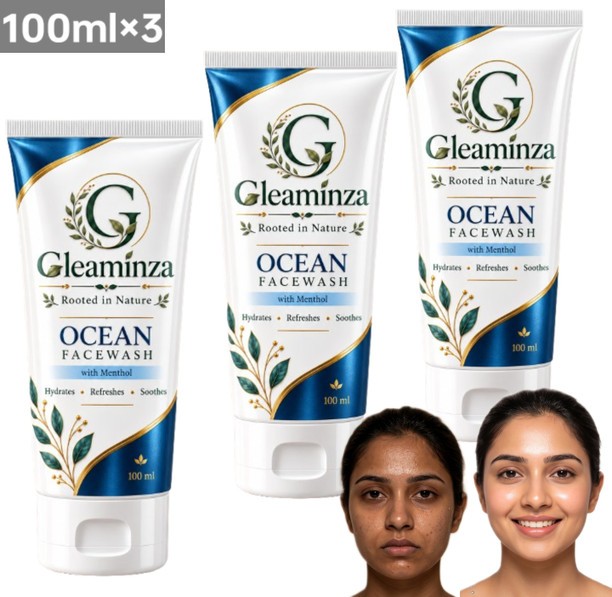 100ml×3
Gleaminza
Rooted in Nature
OCEAN
FACEWASH
with Menthol
Hydrates • Refreshes • Soothes
100 ml
Gleaminza
Rooted in Nature
OCEAN
FACEWASH
with Menthol
Hydrates • Refreshes • Soothes
100 ml
Gleaminza
Rooted in Nature
OCEAN
FACEWASH
with Menthol
Hydrates • Refreshes • Soothes
100 ml